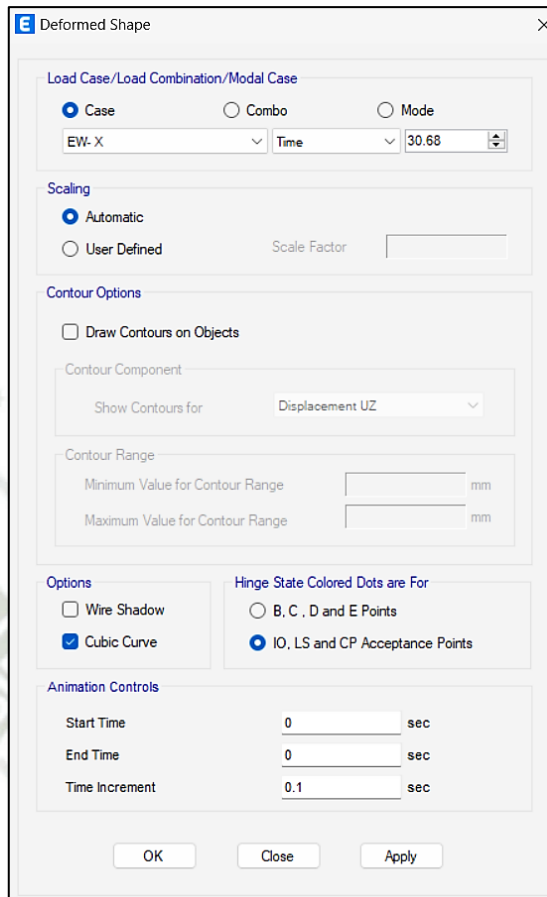 E Deformed Shape
Load Case/Load Combination/Modal Case
Case Combo Mode
EW- X Time 30.68
Scaling
Automatic
User Defined Scale Factor
Contour Options
Draw Contours on Objects
Contour Component
Show Contours for Displacement UZ
Contour Range
Minimum Value for Contour Range mm
Maximum Value for Contour Range mm
Options Hinge State Colored Dots are For
Wire Shadow B, C , D and E Points
Cubic Curve IO, LS and CP Acceptance Points
Animation Controls
Start Time 0 sec
End Time 0 sec
Time Increment 0.1 sec
OK Close Apply